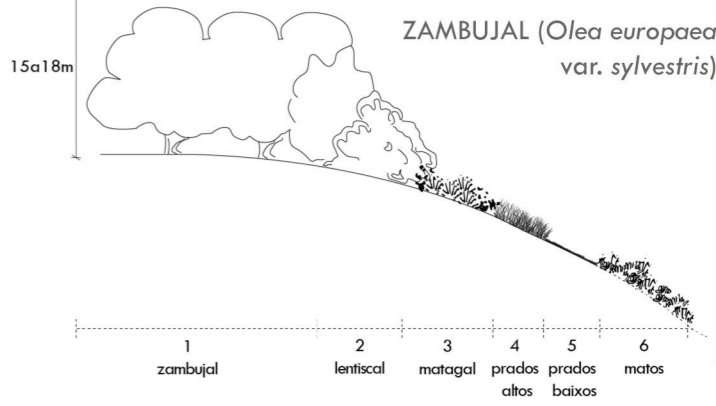 ZAMBUJAL (Olea europaea
var. sylvestris)
15a18m
1
zambujal
2
lentiscal
3
matagal
4
prados
altos
5
prados
baixos
6
matos